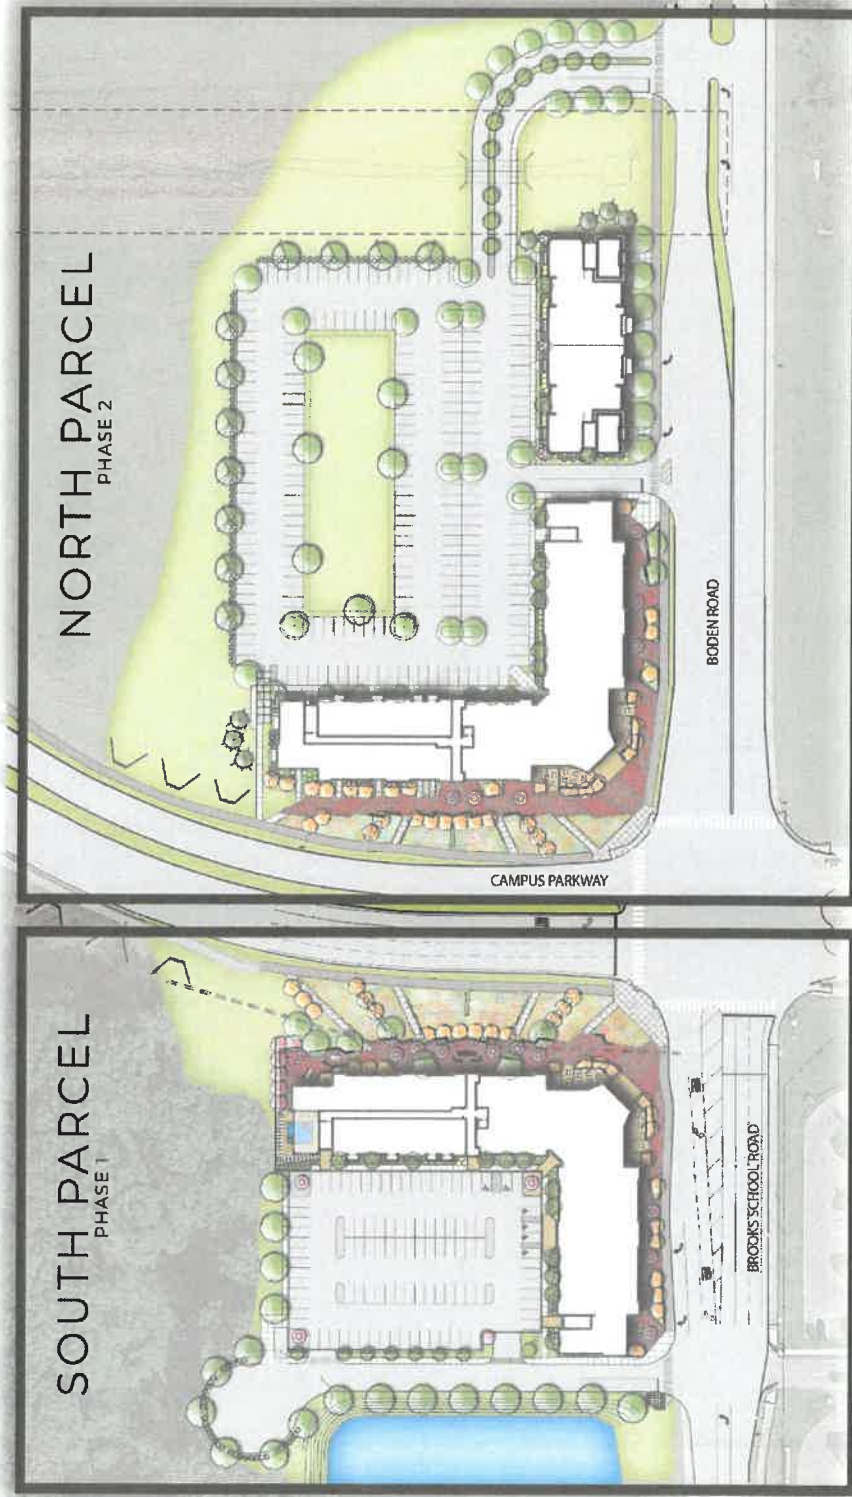 NORTH PARCEL
PHASE 2
BODEN ROAD
CAMPUS PARKWAY
SOUTH PARCEL
PHASE 1
BROOKS SCHOOL ROAD